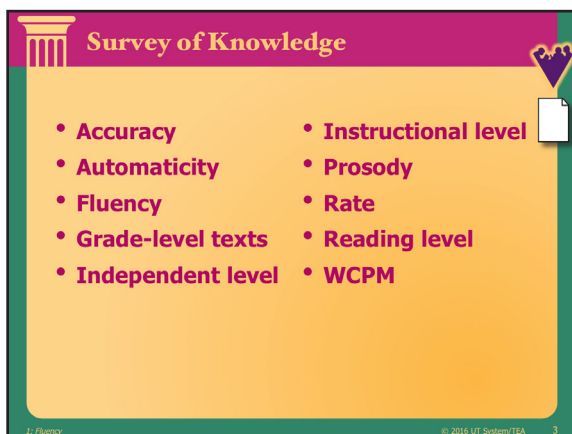 Survey of Knowledge
• Accuracy
• Automaticity
• Fluency
• Grade-level texts
• Independent level
• Instructional level
• Prosody
• Rate
• Reading level
• WCPM
1; Fluency
© 2016 UT System/TEA 3